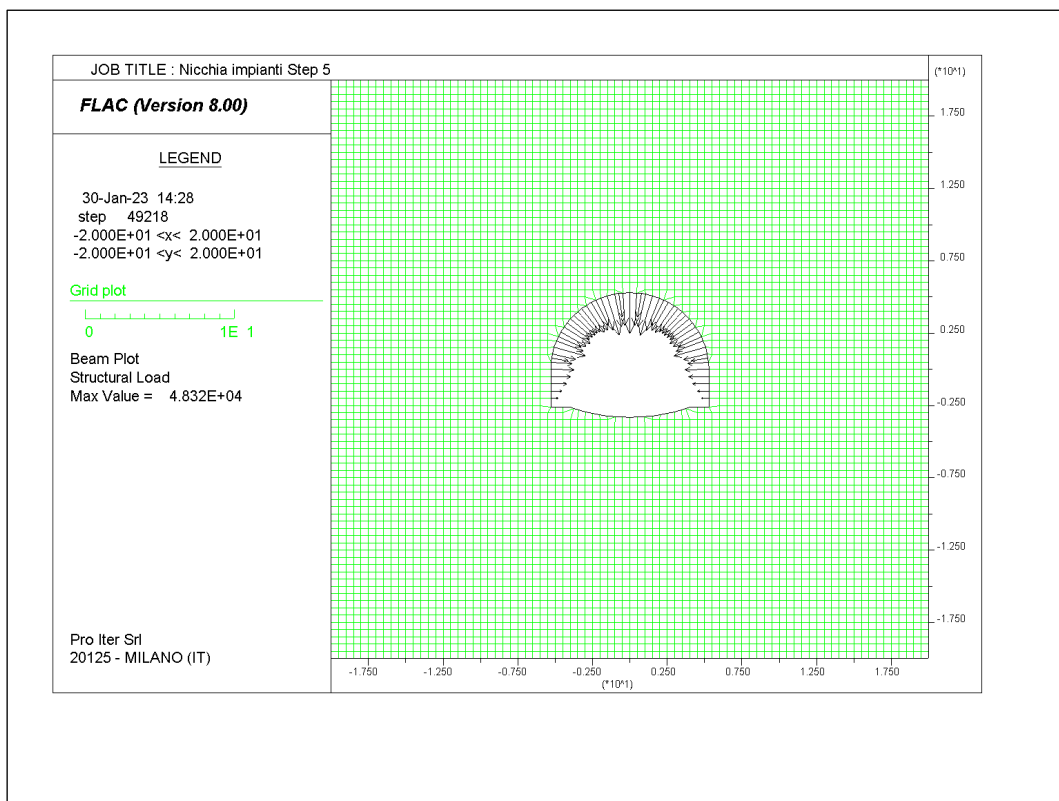 JOB TITLE : Nicchia impianti Step 5
FLAC (Version 8.00)
LEGEND
30-Jan-23 14:28
step 49218
-2.000E+01 <x< 2.000E+01
-2.000E+01 <y< 2.000E+01
Grid plot
0 1E 1
Beam Plot
Structural Load
Max Value = 4.832E+04
Pro Iter Srl
20125 - MILANO (IT)
(*10^1)
1.750
1.250
0.750
0.250
-0.250
-0.750
-1.250
-1.750
-1.750 -1.250 -0.750 -0.250 0.250 0.750 1.250 1.750
(*10^1)